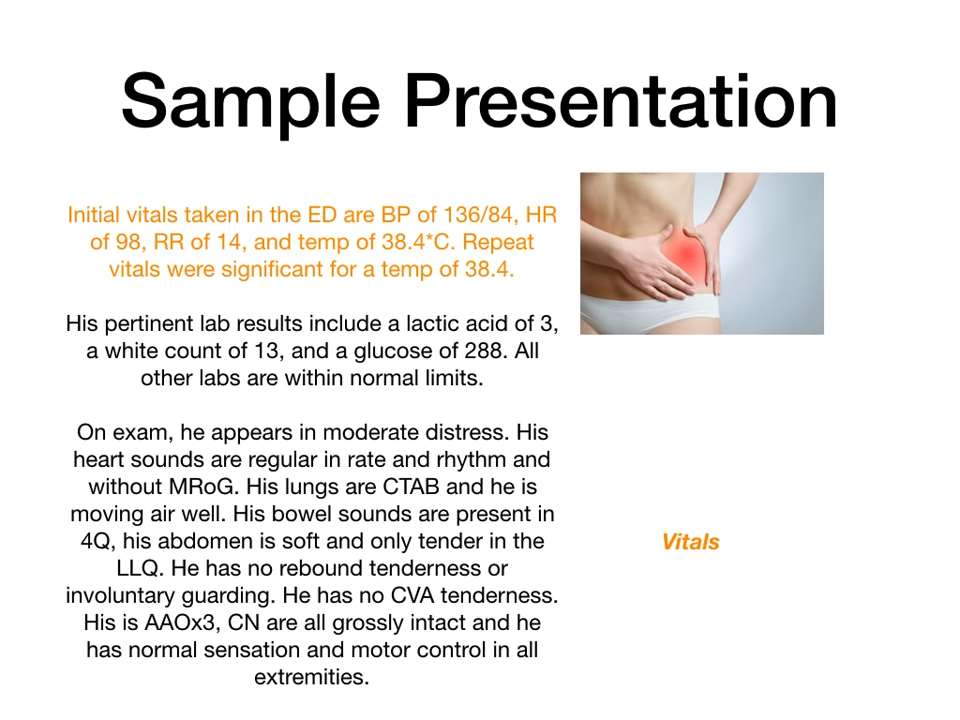 Sample Presentation
Initial vitals taken in the ED are BP of 136/84, HR
of 98, RR of 14, and temp of 38.4*C. Repeat
vitals were significant for a temp of 38.4.
His pertinent lab results include a lactic acid of 3,
a white count of 13, and a glucose of 288. All
other labs are within normal limits.
On exam, he appears in moderate distress. His
heart sounds are regular in rate and rhythm and
without MRoG. His lungs are CTAB and he is
moving air well. His bowel sounds are present in
4Q, his abdomen is soft and only tender in the
LLQ. He has no rebound tenderness or
involuntary guarding. He has no CVA tenderness.
His is AAOx3, CN are all grossly intact and he
has normal sensation and motor control in all
extremities.
Vitals